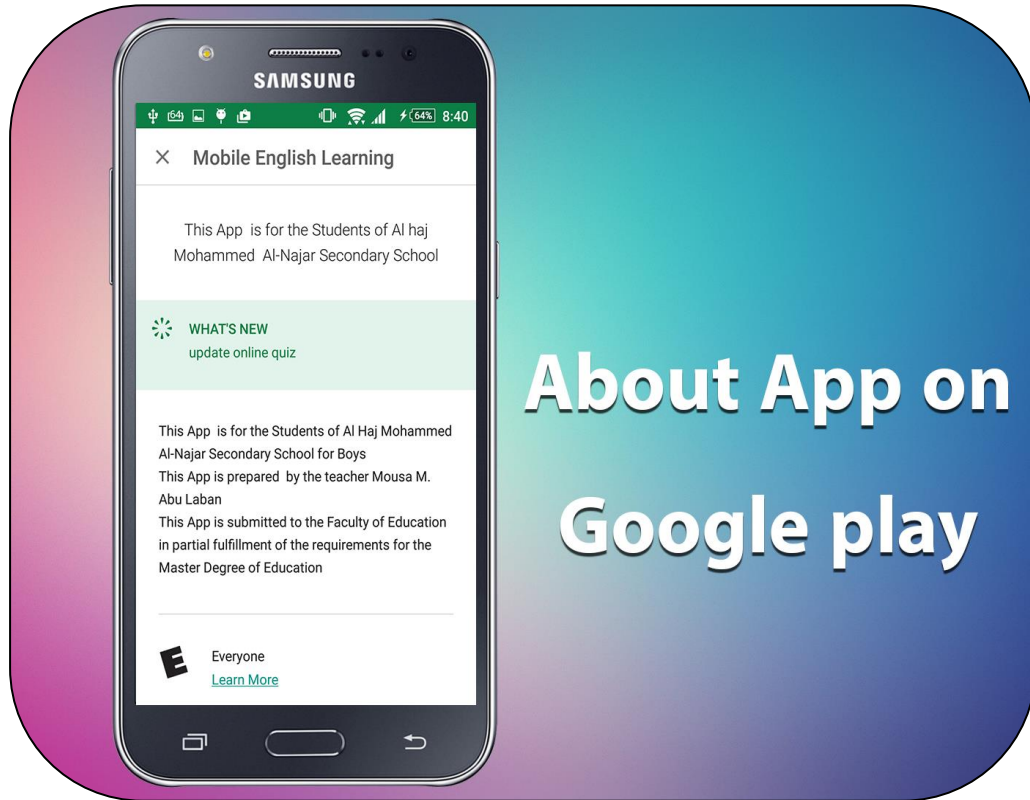 SAMSUNG
64 64% 8:40
Mobile English Learning
This App is for the Students of Al haj
Mohammed Al-Najar Secondary School
WHAT'S NEW
update online quiz
This App is for the Students of Al Haj Mohammed
Al-Najar Secondary School for Boys
This App is prepared by the teacher Mousa M.
Abu Laban
This App is submitted to the Faculty of Education
in partial fulfillment of the requirements for the
Master Degree of Education
E
Everyone
Learn More
About App on
Google play